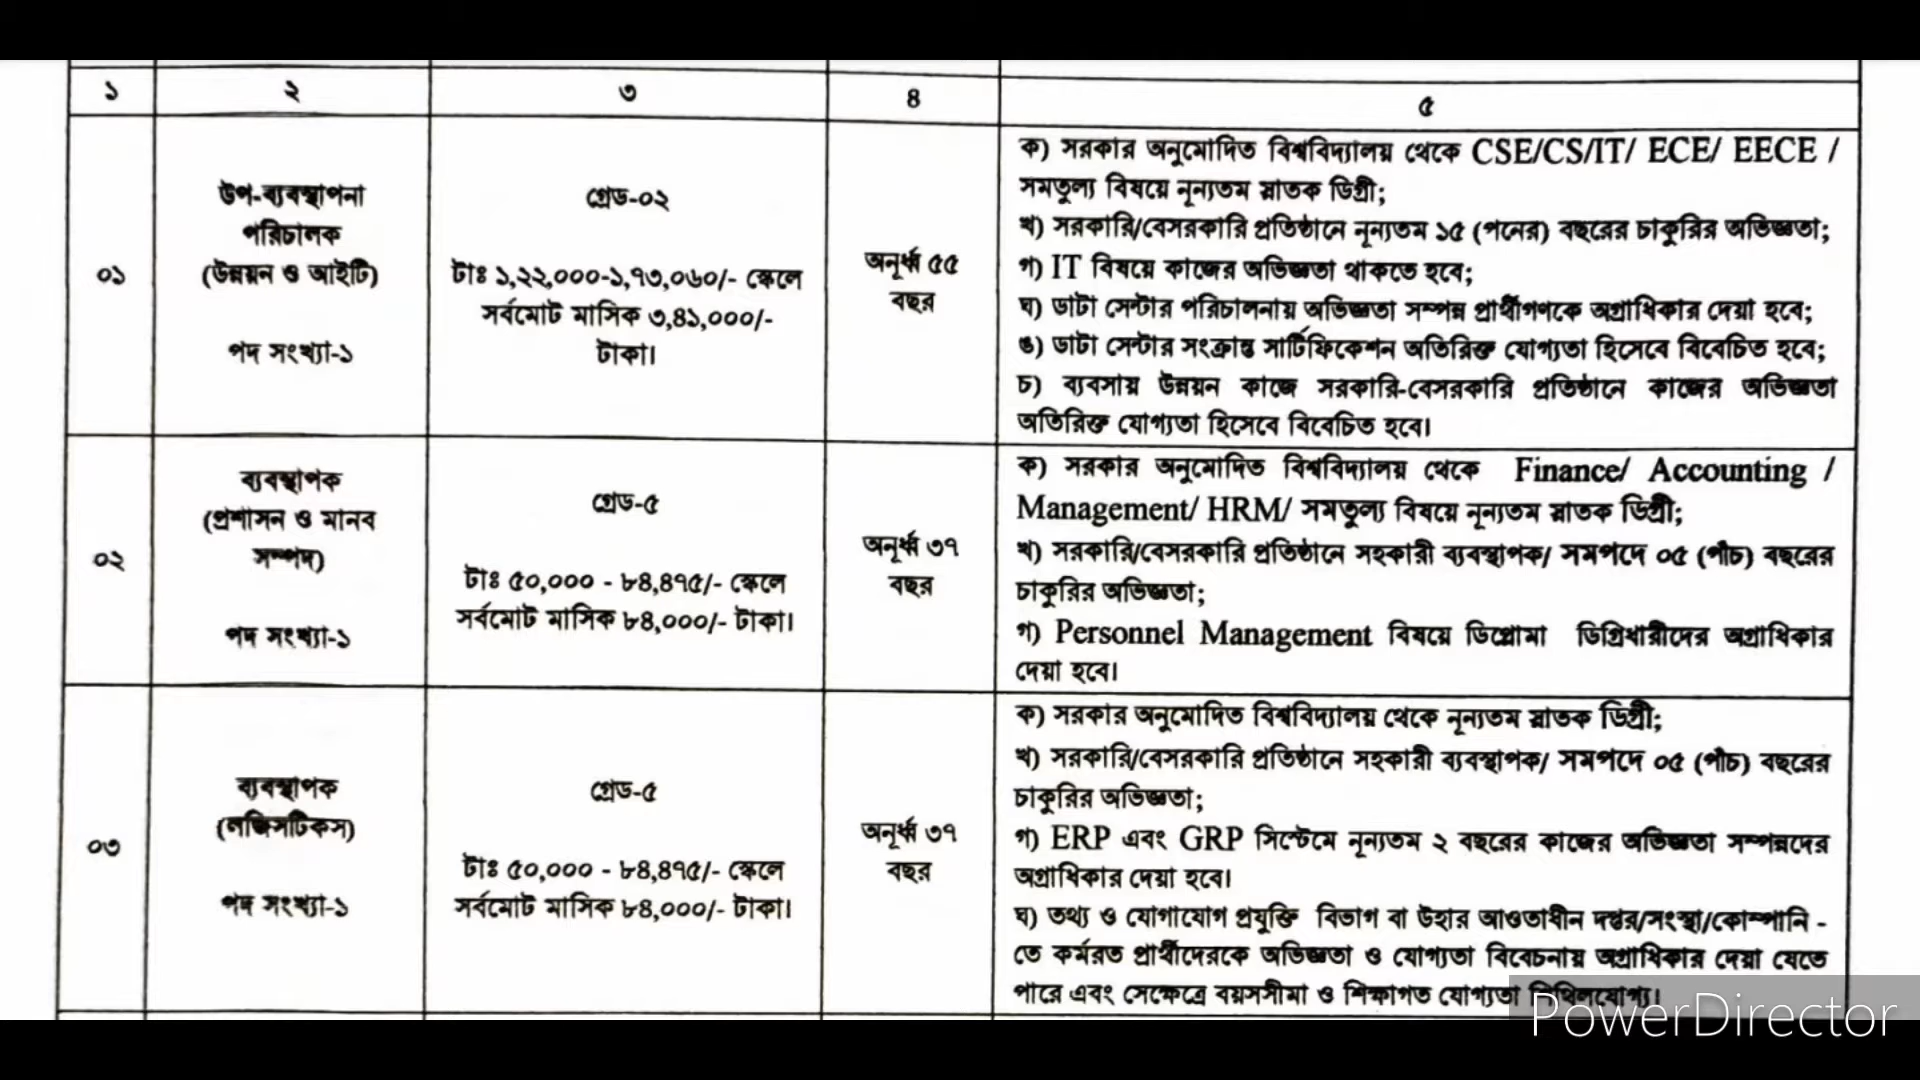 ১ ২ ৩ ৪ ৫
০১
উপ-ব্যবস্থাপনা
পরিচালক
(উন্নয়ন ও আইটি)
পদ সংখ্যা-১
গ্রেড-০২
টাঃ ১,২২,০০০-১,৭৩,০৬০/- স্কেলে
সর্বমোট মাসিক ৩,৪১,০০০/-
টাকা।
অনূর্ধ্ব ৫৫
বছর
ক) সরকার অনুমোদিত বিশ্ববিদ্যালয় থেকে CSE/CS/IT/ ECE/ EECE /
সমতুল্য বিষয়ে নূন্যতম স্নাতক ডিগ্রী;
খ) সরকারি/বেসরকারি প্রতিষ্ঠানে নূন্যতম ১৫ (পনের) বছরের চাকুরির অভিজ্ঞতা;
গ) IT বিষয়ে কাজের অভিজ্ঞতা থাকতে হবে;
ঘ) ডাটা সেন্টার পরিচালনায় অভিজ্ঞতা সম্পন্ন প্রার্থীগণকে অগ্রাধিকার দেয়া হবে;
ঙ) ডাটা সেন্টার সংক্রান্ত সার্টিফিকেশন অতিরিক্ত যোগ্যতা হিসেবে বিবেচিত হবে;
চ) ব্যবসায় উন্নয়ন কাজে সরকারি-বেসরকারি প্রতিষ্ঠানে কাজের অভিজ্ঞতা
অতিরিক্ত যোগ্যতা হিসেবে বিবেচিত হবে।
০২
ব্যবস্থাপক
(প্রশাসন ও মানব
সম্পদ)
পদ সংখ্যা-১
গ্রেড-৫
টাঃ ৫০,০০০ - ৮৪,৪৭৫/- স্কেলে
সর্বমোট মাসিক ৮৪,০০০/- টাকা।
অনূর্ধ্ব ৩৭
বছর
ক) সরকার অনুমোদিত বিশ্ববিদ্যালয় থেকে Finance/ Accounting /
Management/ HRM/ সমতুল্য বিষয়ে নূন্যতম স্নাতক ডিগ্রী;
খ) সরকারি/বেসরকারি প্রতিষ্ঠানে সহকারী ব্যবস্থাপক/ সমপদে ০৫ (পাঁচ) বছরের
চাকুরির অভিজ্ঞতা;
গ) Personnel Management বিষয়ে ডিপ্লোমা ডিগ্রিধারীদের অগ্রাধিকার
দেয়া হবে।
০৩
ব্যবস্থাপক
(লজিসটিকস)
পদ সংখ্যা-১
গ্রেড-৫
টাঃ ৫০,০০০ - ৮৪,৪৭৫/- স্কেলে
সর্বমোট মাসিক ৮৪,০০০/- টাকা।
অনূর্ধ্ব ৩৭
বছর
ক) সরকার অনুমোদিত বিশ্ববিদ্যালয় থেকে নূন্যতম স্নাতক ডিগ্রী;
খ) সরকারি/বেসরকারি প্রতিষ্ঠানে সহকারী ব্যবস্থাপক/ সমপদে ০৫ (পাঁচ) বছরের
চাকুরির অভিজ্ঞতা;
গ) ERP এবং GRP সিস্টেমে নূন্যতম ২ বছরের কাজের অভিজ্ঞতা সম্পন্নদের
অগ্রাধিকার দেয়া হবে।
ঘ) তথ্য ও যোগাযোগ প্রযুক্তি বিভাগ বা উহার আওতাধীন দপ্তর/সংস্থা/কোম্পানি -
তে কর্মরত প্রার্থীদেরকে অভিজ্ঞতা ও যোগ্যতা বিবেচনায় অগ্রাধিকার দেয়া যেতে
পারে এবং সেক্ষেত্রে বয়সসীমা ও শিক্ষাগত যোগ্যতা শিথিলযোগ্য।
PowerDirector